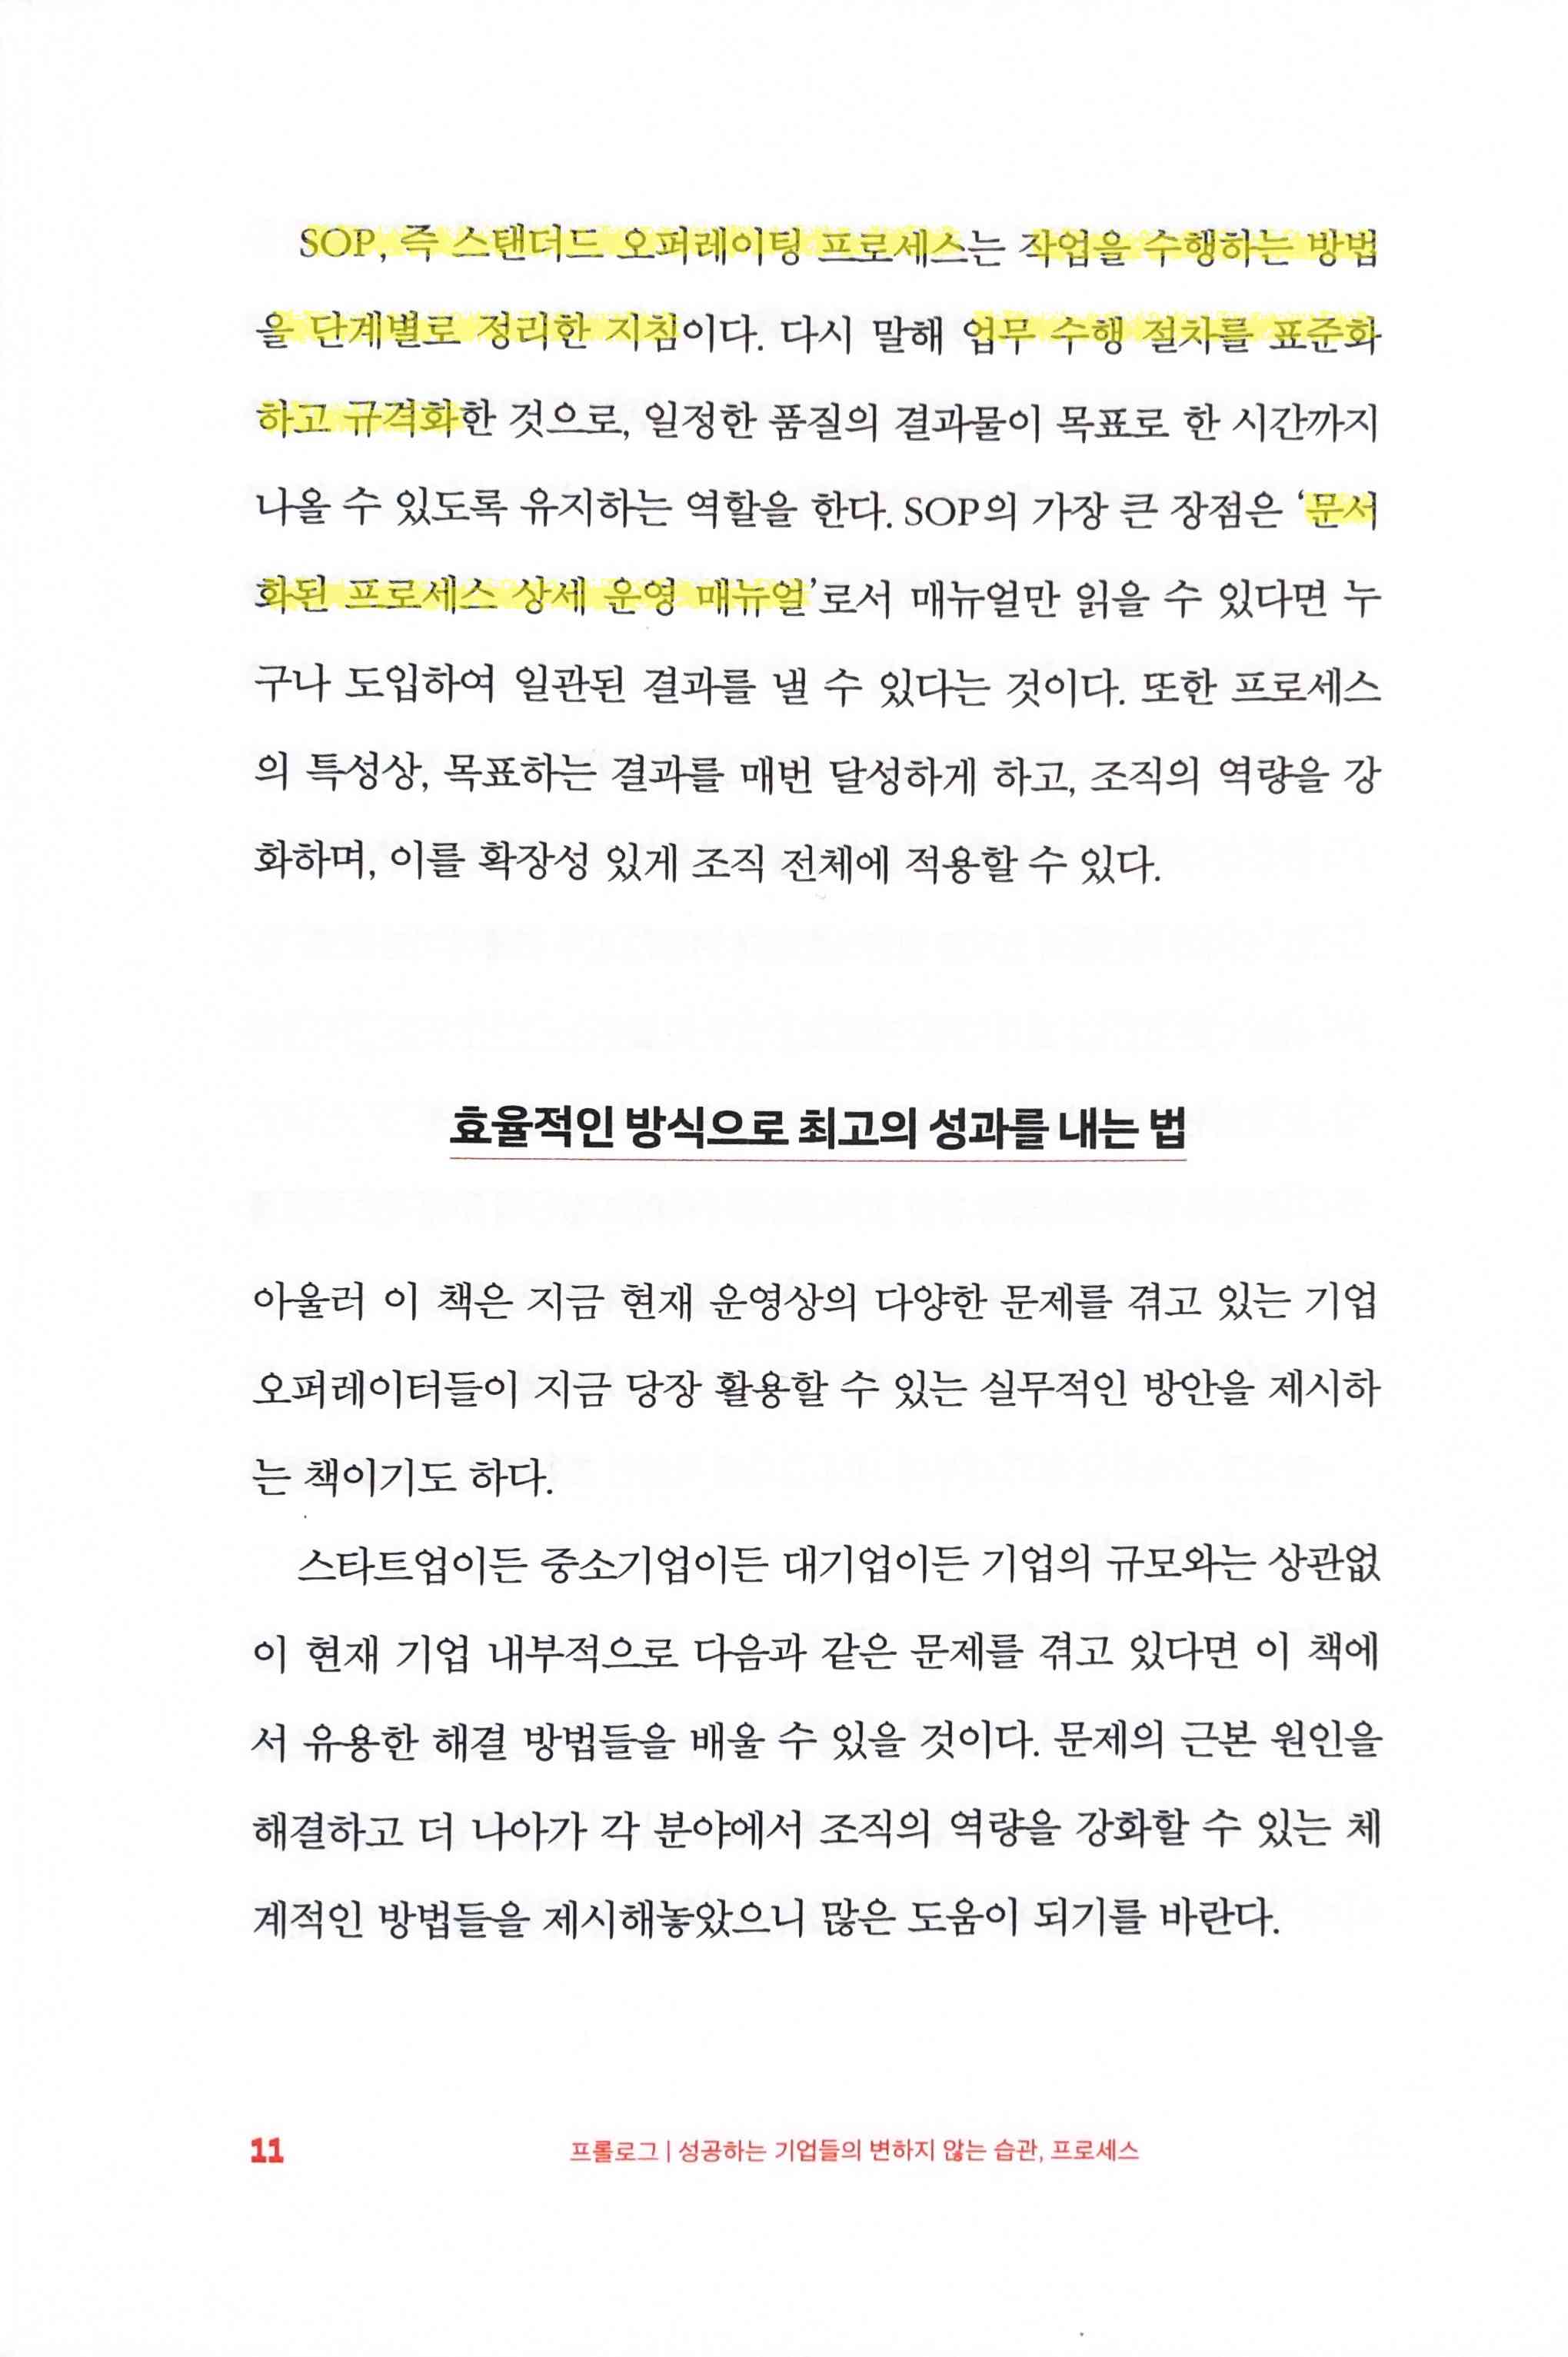 SOP, 즉 스탠더드 오퍼레이팅 프로세스는 작업을 수행하는 방법
을 단계별로 정리한 지침이다. 다시 말해 업무 수행 절차를 표준화
하고 규격화한 것으로, 일정한 품질의 결과물이 목표로 한 시간까지
나올 수 있도록 유지하는 역할을 한다. SOP의 가장 큰 장점은 ‘문서
화된 프로세스 상세 운영 매뉴얼’로서 매뉴얼만 읽을 수 있다면 누
구나 도입하여 일관된 결과를 낼 수 있다는 것이다. 또한 프로세스
의 특성상, 목표하는 결과를 매번 달성하게 하고, 조직의 역량을 강
화하며, 이를 확장성 있게 조직 전체에 적용할 수 있다.
효율적인 방식으로 최고의 성과를 내는 법
아울러 이 책은 지금 현재 운영상의 다양한 문제를 겪고 있는 기업
오퍼레이터들이 지금 당장 활용할 수 있는 실무적인 방안을 제시하
는 책이기도 하다.
스타트업이든 중소기업이든 대기업이든 기업의 규모와는 상관없
이 현재 기업 내부적으로 다음과 같은 문제를 겪고 있다면 이 책에
서 유용한 해결 방법들을 배울 수 있을 것이다. 문제의 근본 원인을
해결하고 더 나아가 각 분야에서 조직의 역량을 강화할 수 있는 체
계적인 방법들을 제시해놓았으니 많은 도움이 되기를 바란다.
11 프롤로그 | 성공하는 기업들의 변하지 않는 습관, 프로세스